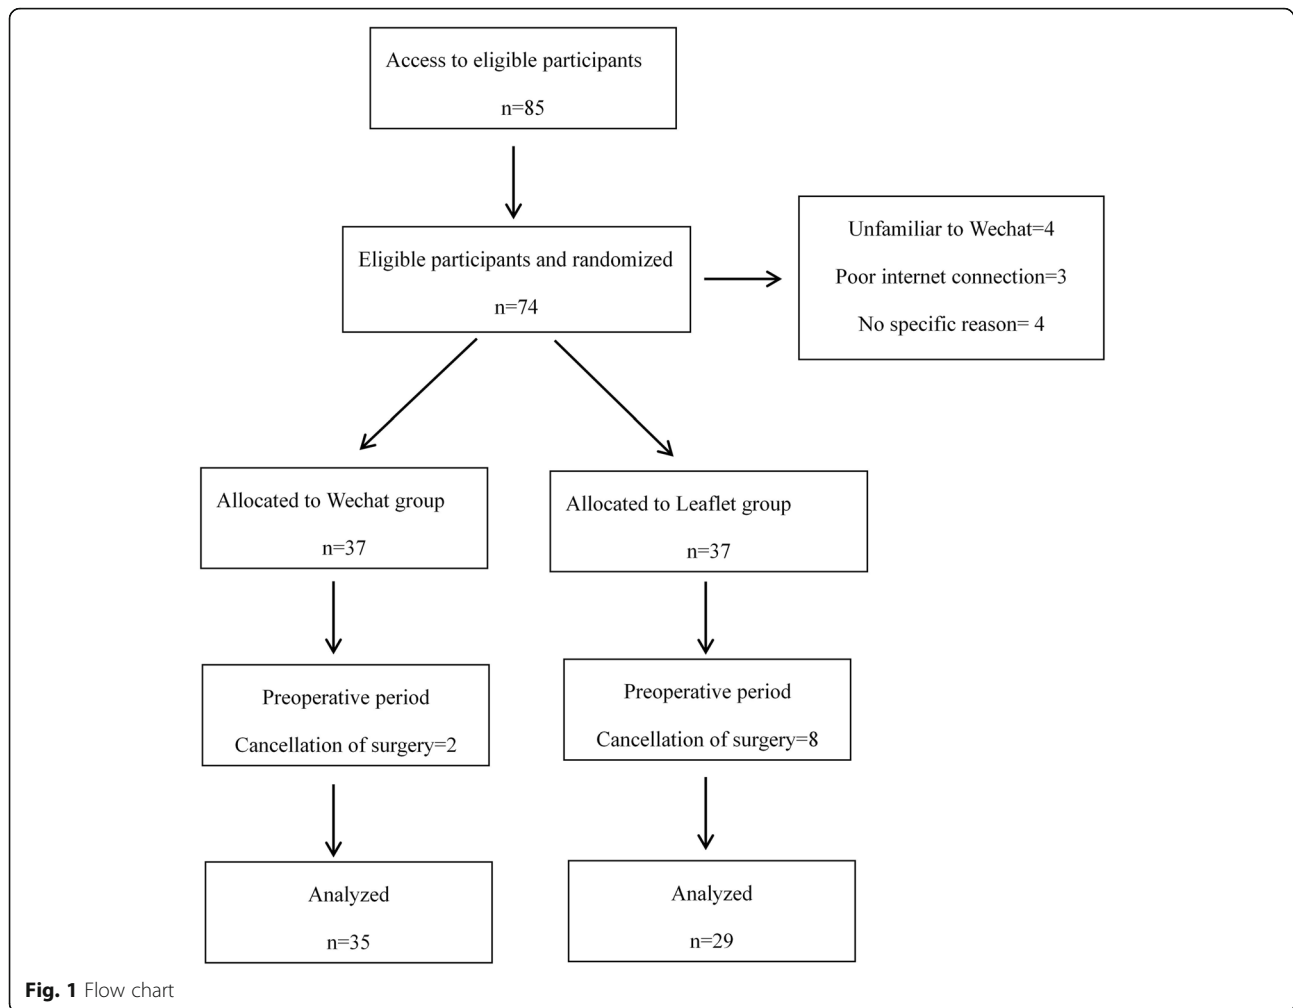 Access to eligible participants
n=85
Eligible participants and randomized
n=74
Unfamiliar to Wechat=4
Poor internet connection=3
No specific reason= 4
Allocated to Wechat group
n=37
Allocated to Leaflet group
n=37
Preoperative period
Cancellation of surgery=2
Preoperative period
Cancellation of surgery=8
Analyzed
n=35
Analyzed
n=29
Fig. 1 Flow chart